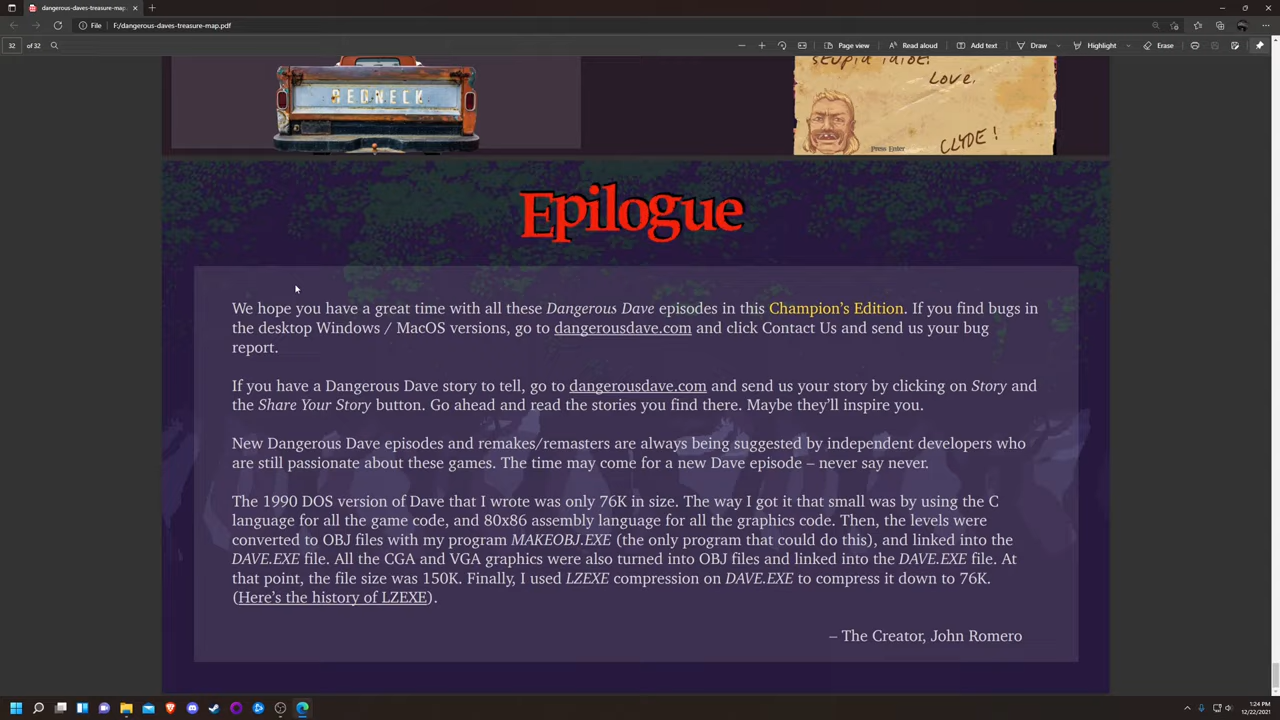 dangerous-daves-treasure-map.pdf
File
F:/dangerous-daves-treasure-map.pdf
32 of 32
Page view
Read aloud
Add text
Draw
Highlight
Erase
REDNECK
stupid idiot.
Love,
CLYDE!
Press Enter
Epilogue
We hope you have a great time with all these Dangerous Dave episodes in this Champion's Edition. If you find bugs in
the desktop Windows / MacOS versions, go to dangerousdave.com and click Contact Us and send us your bug
report.
If you have a Dangerous Dave story to tell, go to dangerousdave.com and send us your story by clicking on Story and
the Share Your Story button. Go ahead and read the stories you find there. Maybe they'll inspire you.
New Dangerous Dave episodes and remakes/remasters are always being suggested by independent developers who
are still passionate about these games. The time may come for a new Dave episode – never say never.
The 1990 DOS version of Dave that I wrote was only 76K in size. The way I got it that small was by using the C
language for all the game code, and 80x86 assembly language for all the graphics code. Then, the levels were
converted to OBJ files with my program MAKEOBJ.EXE (the only program that could do this), and linked into the
DAVE.EXE file. All the CGA and VGA graphics were also turned into OBJ files and linked into the DAVE.EXE file. At
that point, the file size was 150K. Finally, I used LZEXE compression on DAVE.EXE to compress it down to 76K.
(Here's the history of LZEXE).
– The Creator, John Romero
1:24 PM
12/22/2021